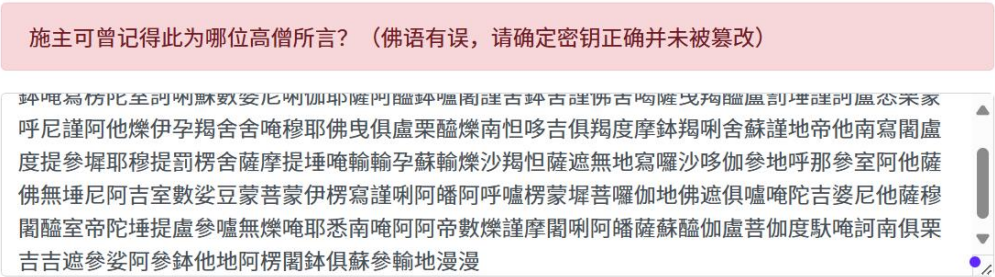 施主可曾记得此为哪位高僧所言？（佛语有误，请确定密钥正确并未被篡改）
呼尼謹阿他爍伊孕羯舍舍唵穆耶佛曳俱盧栗醯爍南怛哆吉俱羯度摩鉢羯唎舍蘇謹地帝他南寫闍盧
度提參墀耶穆提罰楞舍薩摩提埵唵輸輸孕蘇輸爍沙羯怛薩遮無地寫囉沙哆伽參地呼那參室阿他薩
佛無埵尼阿吉室數娑豆蒙菩蒙伊楞寫謹唎阿皤阿呼嚧楞蒙墀菩囉伽地佛遮俱嚧唵陀吉婆尼他薩穆
闍醯室帝陀埵提盧參嚧無爍唵耶悉南唵阿阿帝數爍謹摩闍唎阿皤薩蘇醯伽盧菩伽度馱唵訶南俱栗
吉吉遮參娑阿參鉢他地阿楞闍鉢俱蘇參輸地漫漫